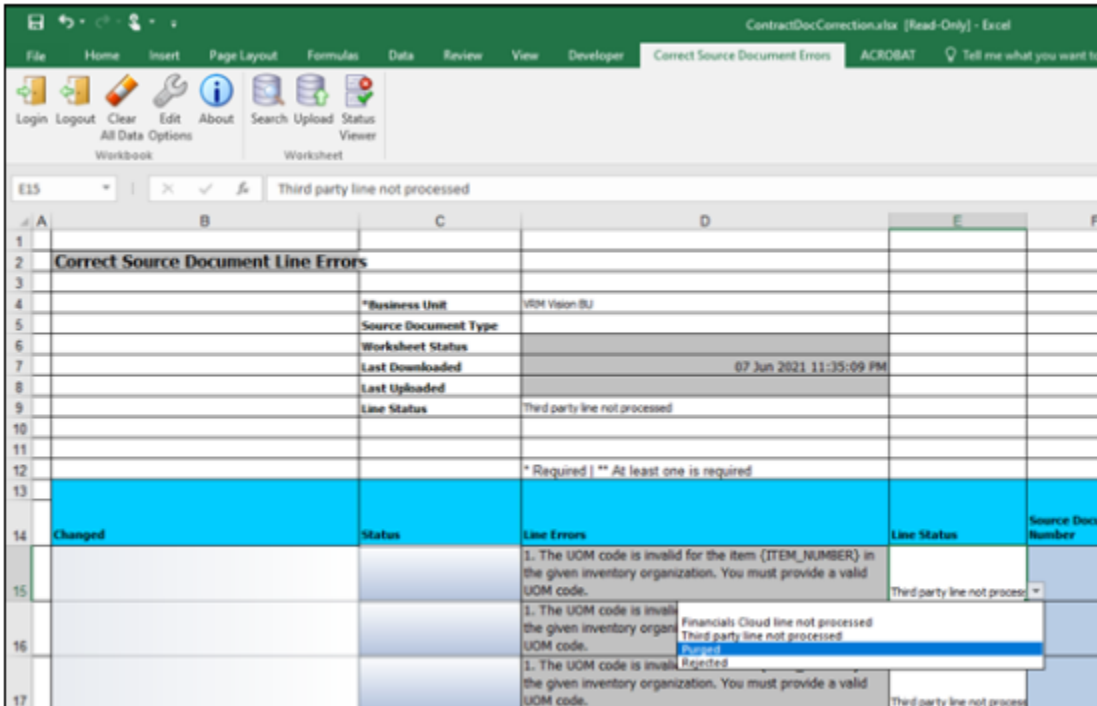 ContractDocCorrection.xlsx [Read-Only] - Excel
File Home Insert Page Layout Formulas Data Review View Developer Correct Source Document Errors ACROBAT Tell me what you want to
Login Logout Clear All Data Edit Options About Search Upload Status Viewer
Workbook Worksheet
E15 fx Third party line not processed
A B C D E F
1
2 Correct Source Document Line Errors
3
4 *Business Unit VRM Vision BU
5 Source Document Type
6 Worksheet Status
7 Last Downloaded 07 Jun 2021 11:35:09 PM
8 Last Uploaded
9 Line Status Third party line not processed
10
11
12 * Required | ** At least one is required
13
14 Changed Status Line Errors Line Status Source Doc Number
15 1. The UOM code is invalid for the item {ITEM_NUMBER} in
the given inventory organization. You must provide a valid
UOM code. Third party line not proces
16 1. The UOM code is invali
the given inventory organi
UOM code.
Financials Cloud line not processed
Third party line not processed
Purged
Rejected
17 1. The UOM code is invali
the given inventory organization. You must provide a valid
UOM code. Third party line not process